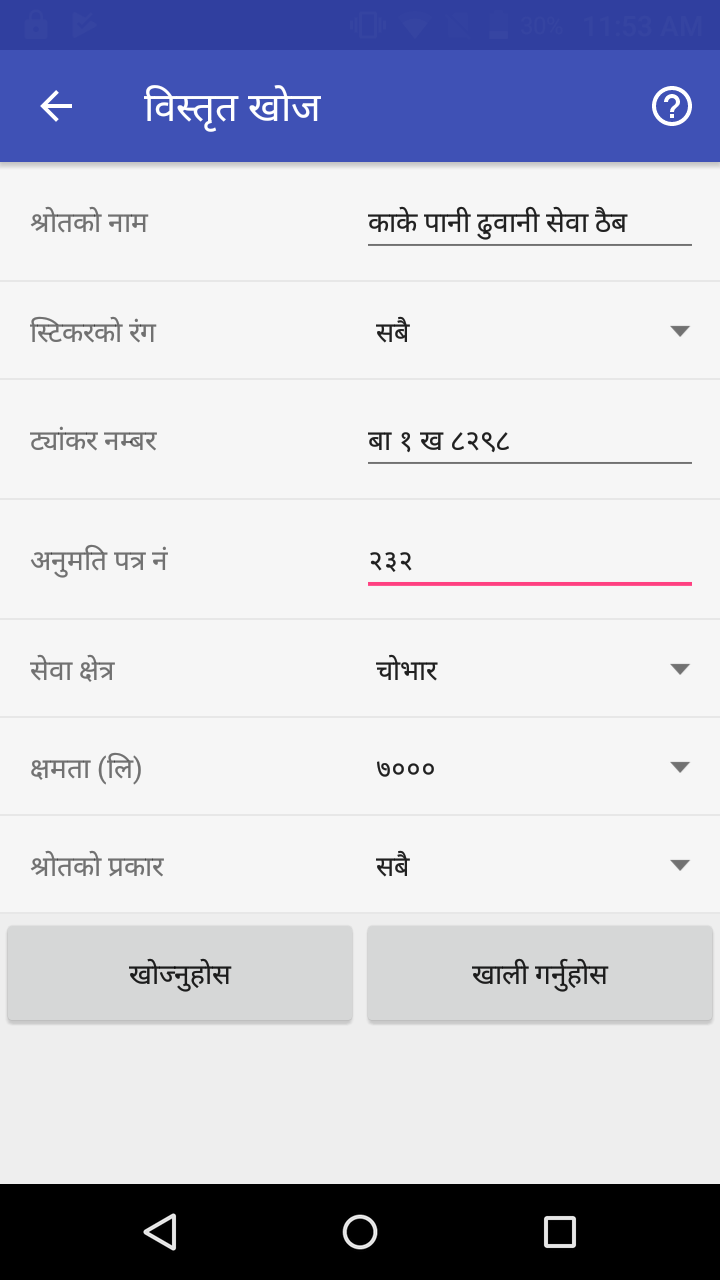 30% 11:53 AM
विस्तृत खोज
श्रोतको नाम काके पानी ढुवानी सेवा ठैब
स्टिकरको रंग सबै
ट्यांकर नम्बर बा १ ख ८२९८
अनुमति पत्र नं २३२
सेवा क्षेत्र चोभार
क्षमता (लि) ७०००
श्रोतको प्रकार सबै
खोज्नुहोस खाली गर्नुहोस